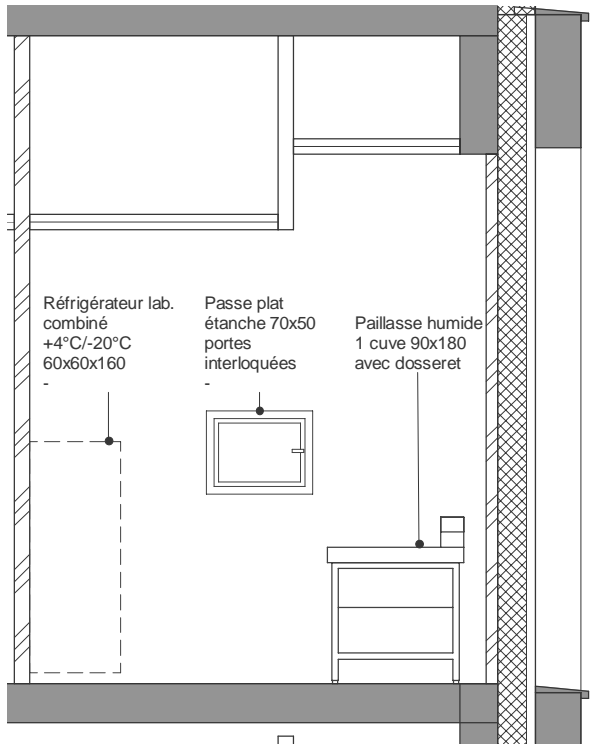 Réfrigérateur lab.
combiné
+4°C/-20°C
60x60x160
-
Passe plat
étanche 70x50
portes
interloquées
-
Paillasse humide
1 cuve 90x180
avec dosseret